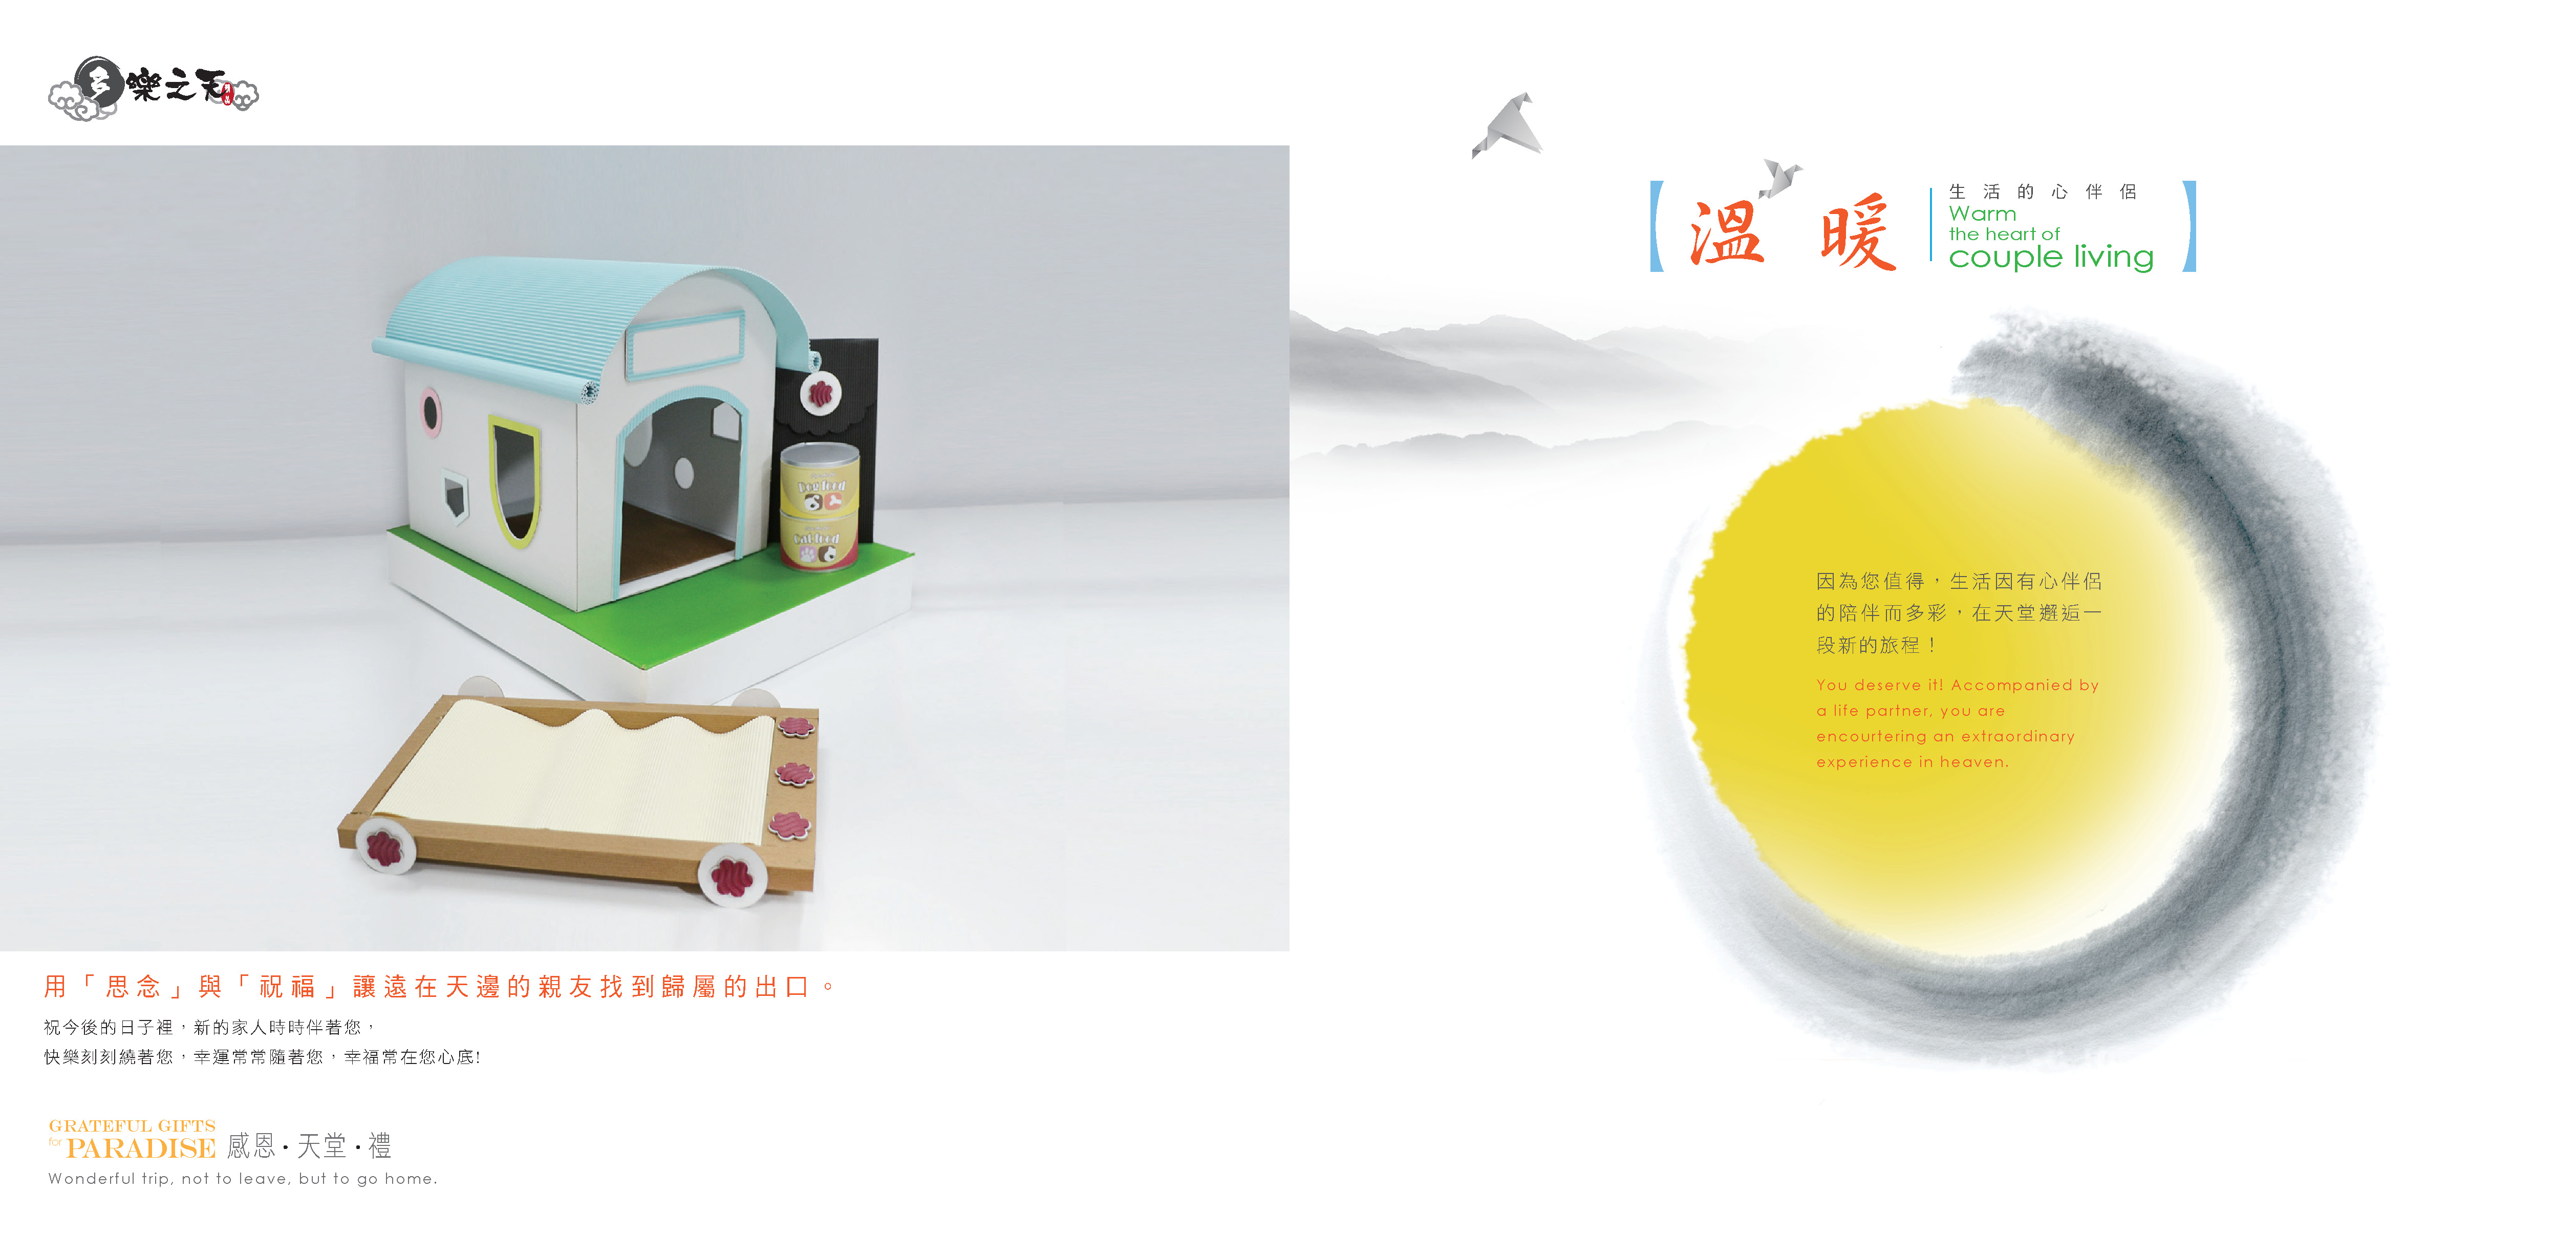 多樂之天
用「思念」與「祝福」讓遠在天邊的親友找到歸屬的出口。
祝今後的日子裡，新的家人時時伴著您，
快樂刻刻繞著您，幸運常常隨著您，幸福常在您心底!
GRATEFUL GIFTS
for PARADISE 感恩·天堂·禮
Wonderful trip, not to leave, but to go home.
Dog food
Cat food
溫暖
生活的心伴侶
Warm
the heart of
couple living
因為您值得，生活因有心伴侶
的陪伴而多彩，在天堂邂逅一
段新的旅程！
You deserve it! Accompanied by
a life partner, you are
encourtering an extraordinary
experience in heaven.